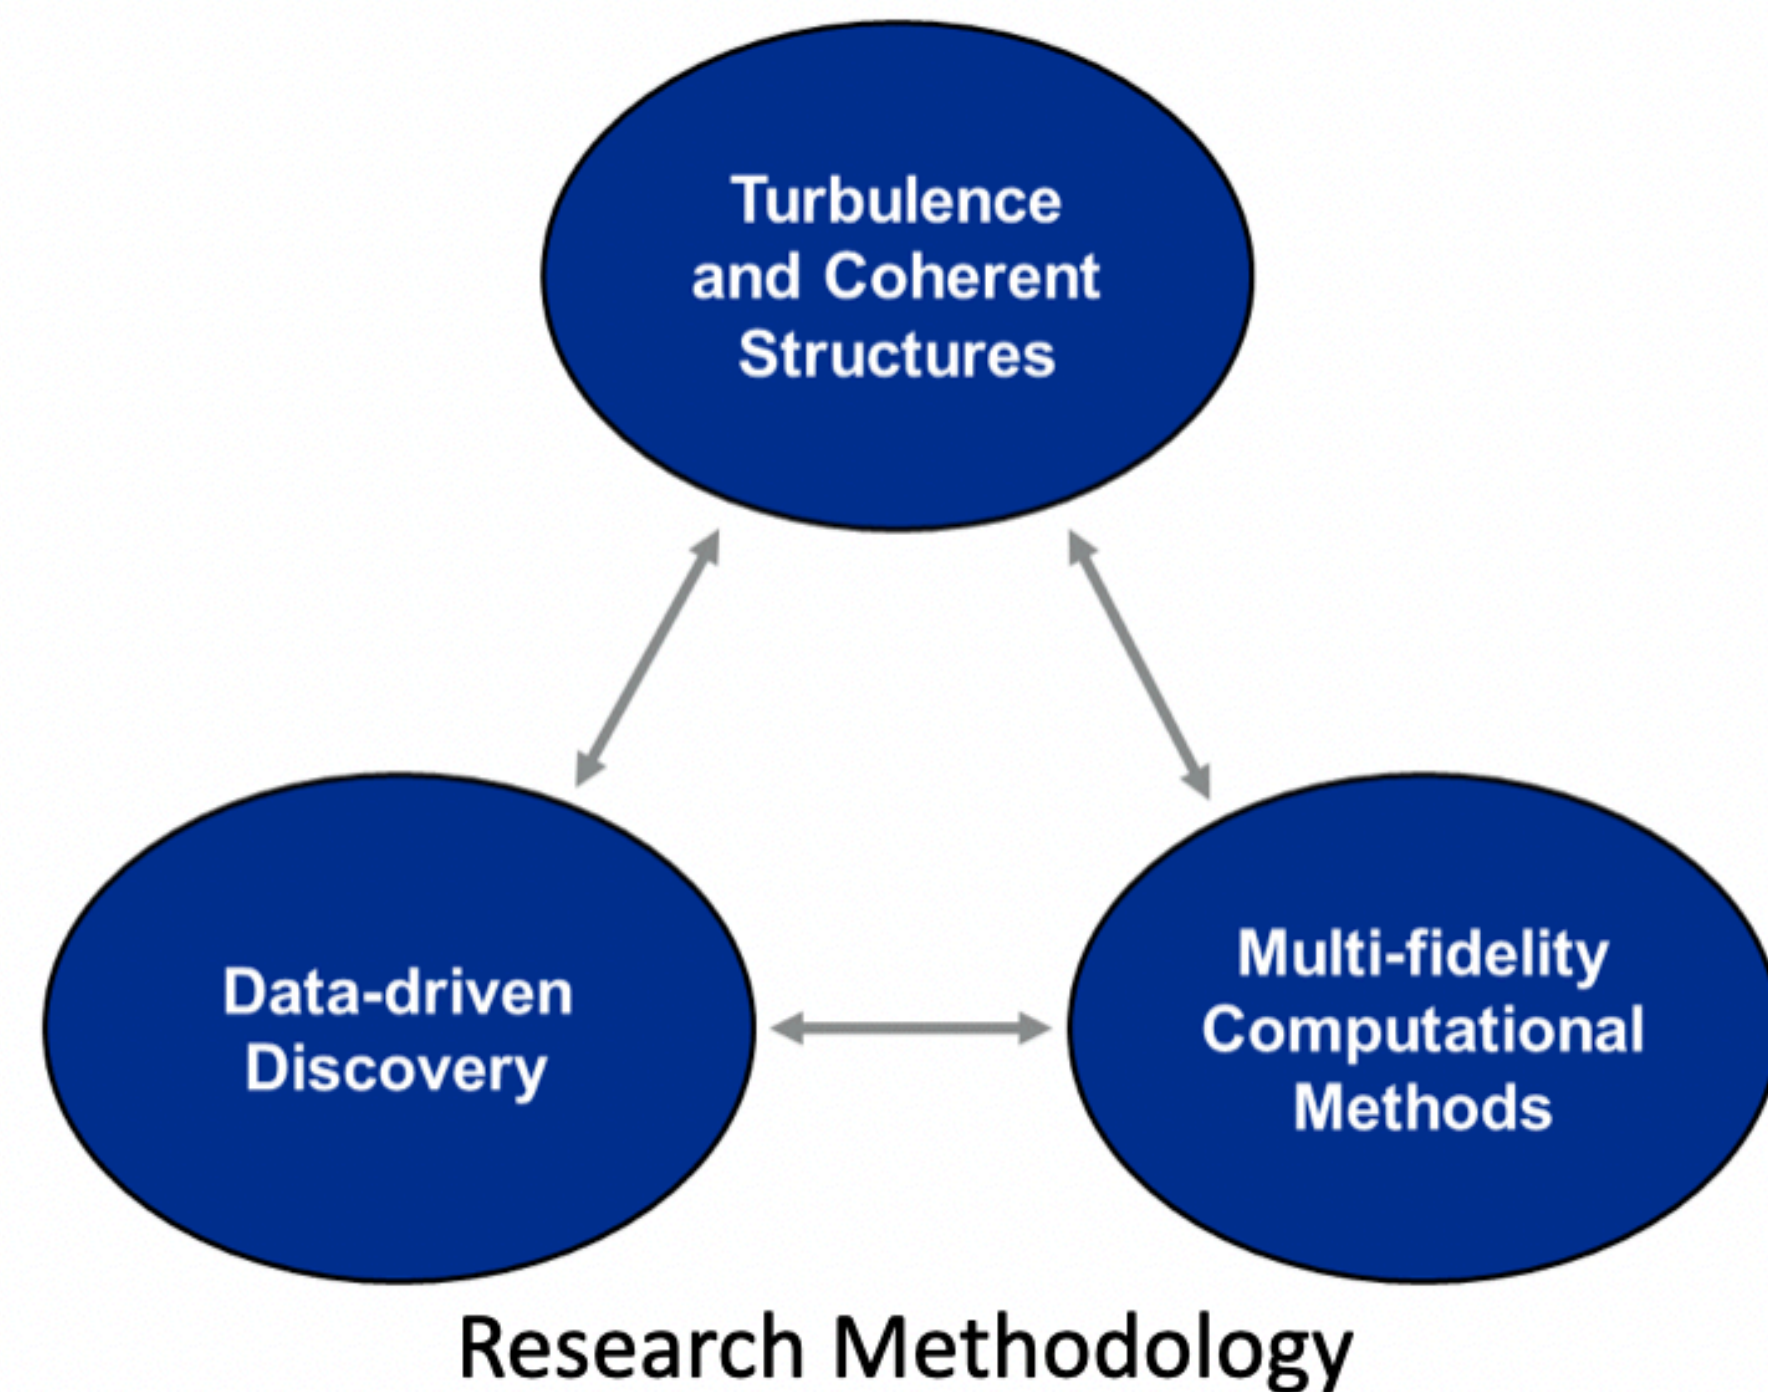 Turbulence
and Coherent
Structures
Data-driven
Discovery
Multi-fidelity
Computational
Methods
Research Methodology